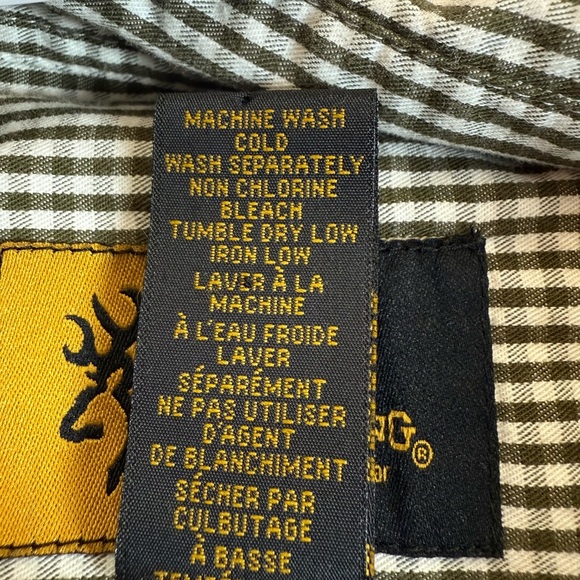 MACHINE WASH
COLD
WASH SEPARATELY
NON CHLORINE
BLEACH
TUMBLE DRY LOW
IRON LOW
LAVER À LA
MACHINE
À L'EAU FROIDE
LAVER
SÉPARÉMENT
NE PAS UTILISER
D'AGENT
DE BLANCHIMENT
SÉCHER PAR
CULBUTAGE
À BASSE
G®